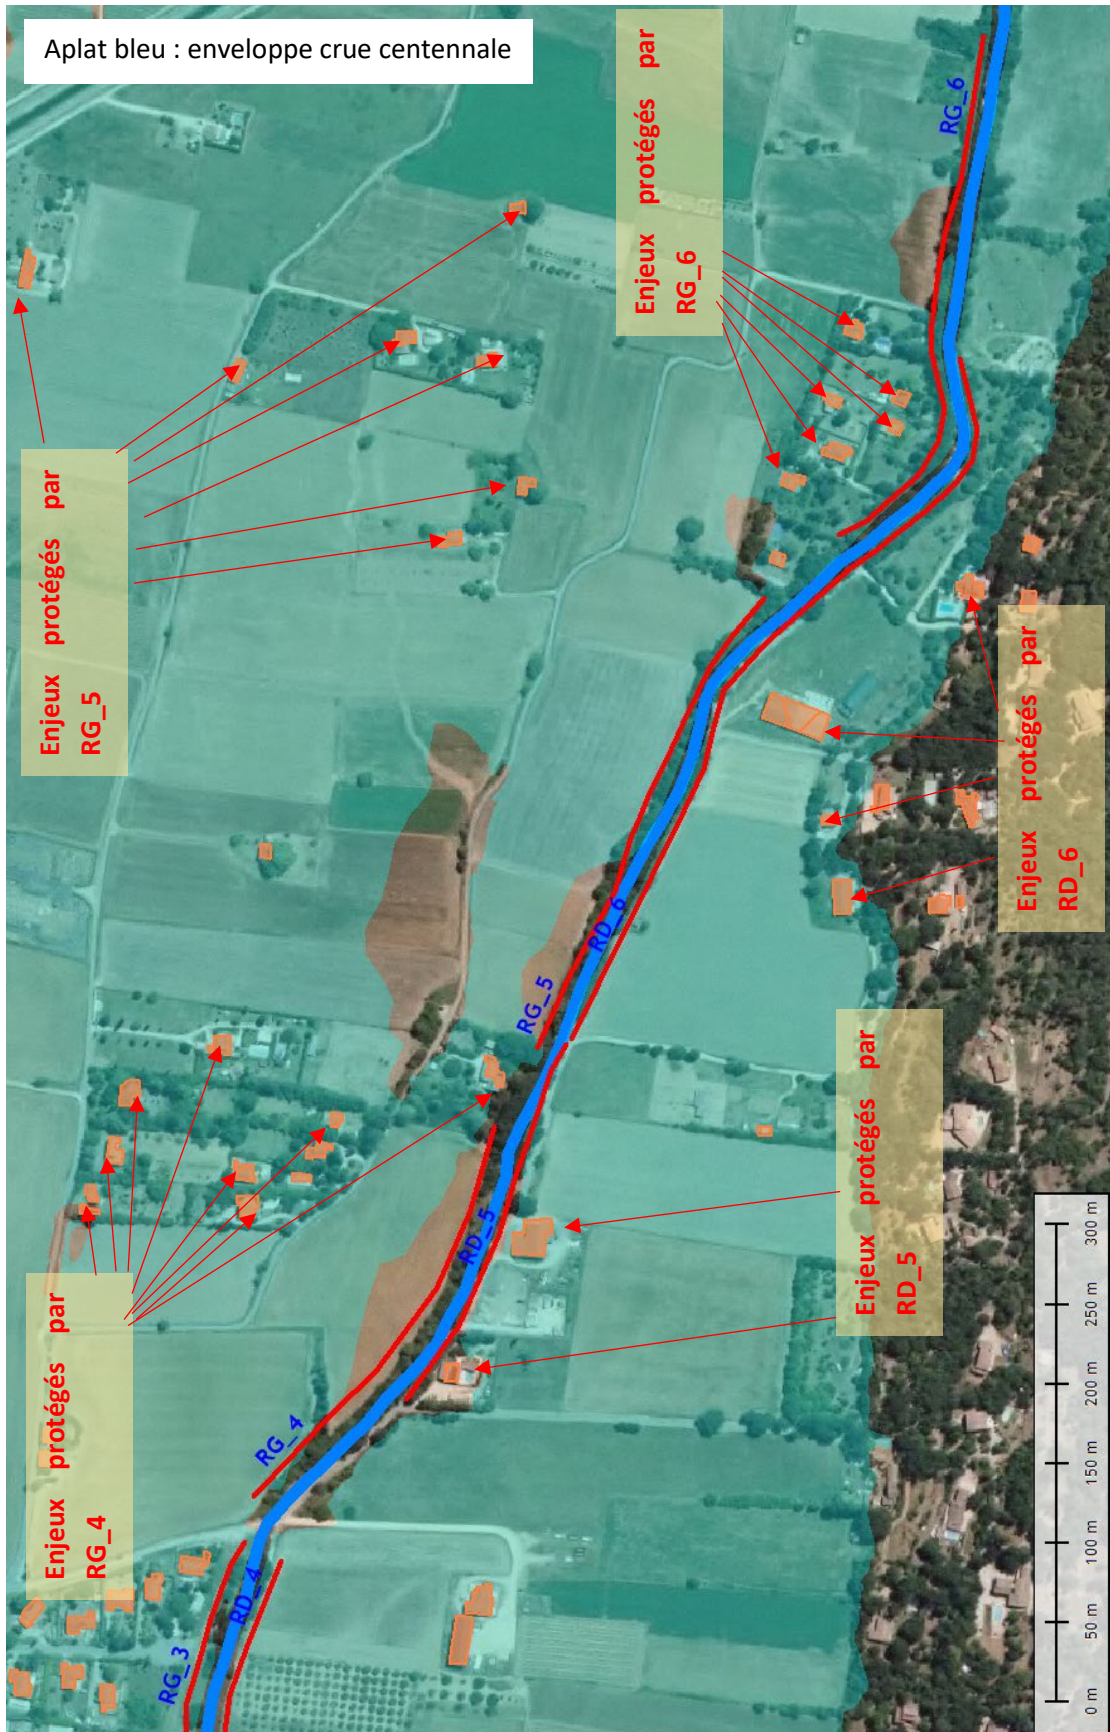 Aplat bleu : enveloppe crue centennale
Enjeux protégés par
RG_6
RG_6
Enjeux protégés par
RG_5
Enjeux protégés par
RD_6
RG_5
RD_6
Enjeux protégés par
RD_5
RD_5
Enjeux protégés par
RG_4
RG_4
RD_4
RG_3
0 m
50 m
100 m
150 m
200 m
250 m
300 m